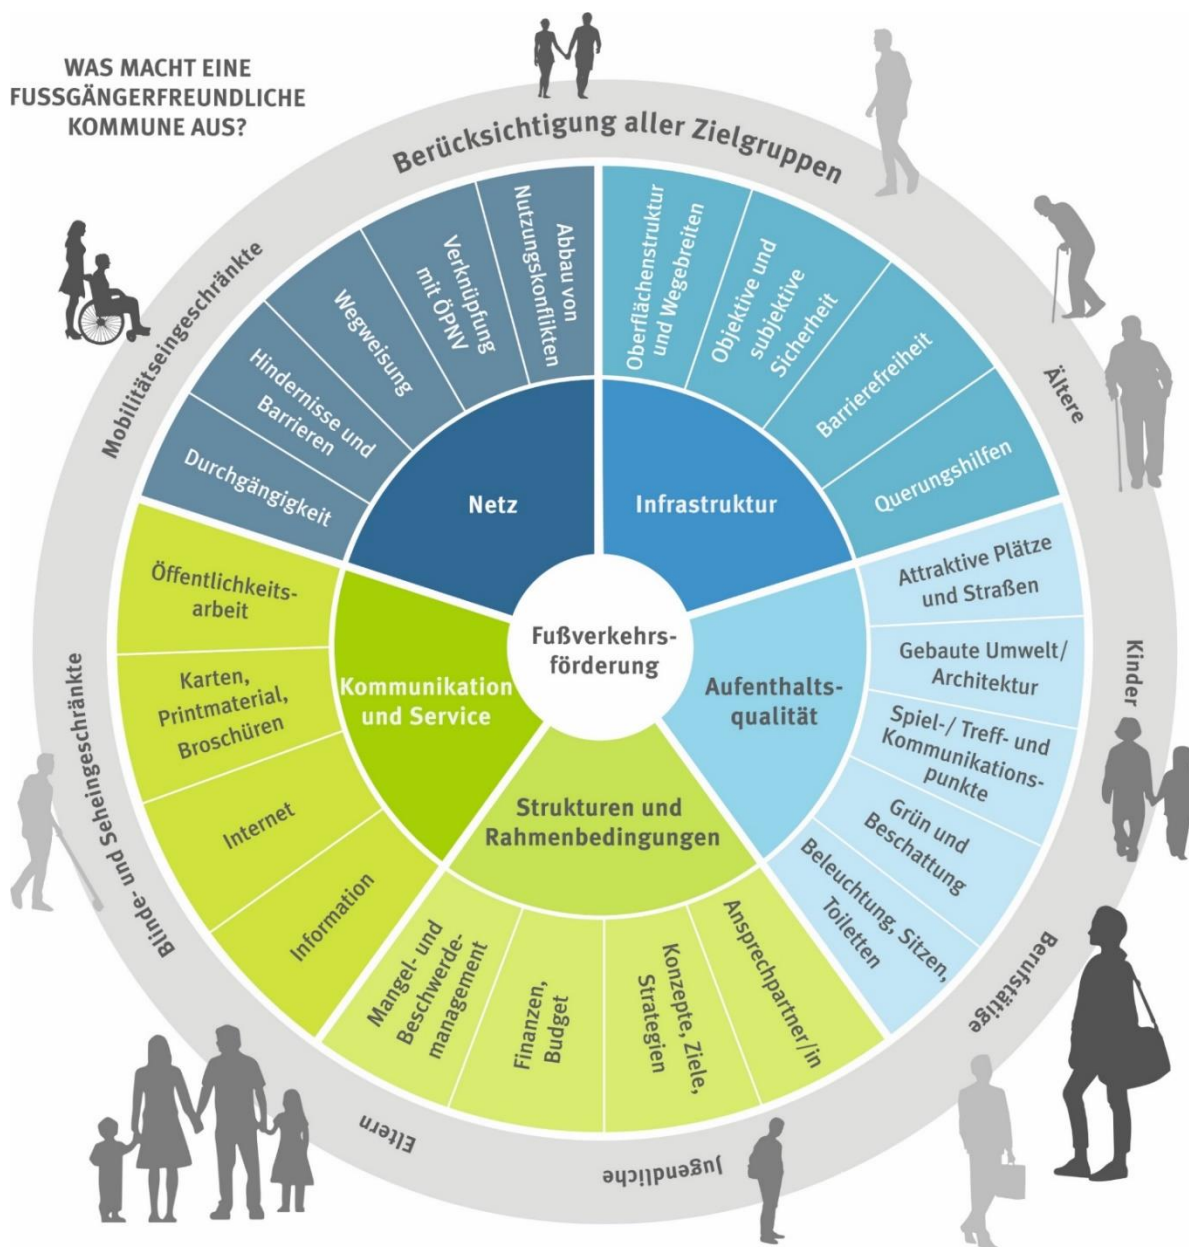 WAS MACHT EINE
FUSSGÄNGERFREUNDLICHE
KOMMUNE AUS?
Berücksichtigung aller Zielgruppen
Ältere
Kinder
Berufstätige
Jugendliche
Eltern
Blinde- und Seheingeschränkte
Mobilitätseingeschränkte
Fußverkehrs-
förderung
Netz
Durchgängigkeit
Hindernisse und
Barrieren
Wegweisung
Verknüpfung
mit ÖPNV
Abbau von
Nutzungskonflikten
Infrastruktur
Oberflächenstruktur
und Wegebreiten
Objektive und
subjektive
Sicherheit
Barrierefreiheit
Querungshilfen
Aufenthalts-
qualität
Attraktive Plätze
und Straßen
Gebaute Umwelt/
Architektur
Spiel-/ Treff- und
Kommunikations-
punkte
Grün und
Beschattung
Beleuchtung, Sitzen,
Toiletten
Strukturen und
Rahmenbedingungen
Ansprechpartner/in
Konzepte, Ziele,
Strategien
Finanzen,
Budget
Mangel- und
Beschwerde-
management
Kommunikation
und Service
Information
Internet
Karten,
Printmaterial,
Broschüren
Öffentlichkeits-
arbeit